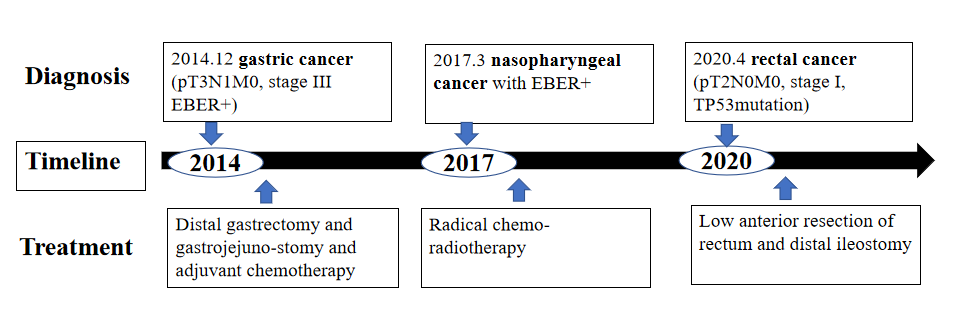 Diagnosis
2014.12 gastric cancer
(pT3N1M0, stage III
EBER+)
2017.3 nasopharyngeal
cancer with EBER+
2020.4 rectal cancer
(pT2N0M0, stage I,
TP53mutation)
Timeline
2014
2017
2020
Treatment
Distal gastrectomy and
gastrojejuno-stomy and
adjuvant chemotherapy
Radical chemo-
radiotherapy
Low anterior resection of
rectum and distal ileostomy